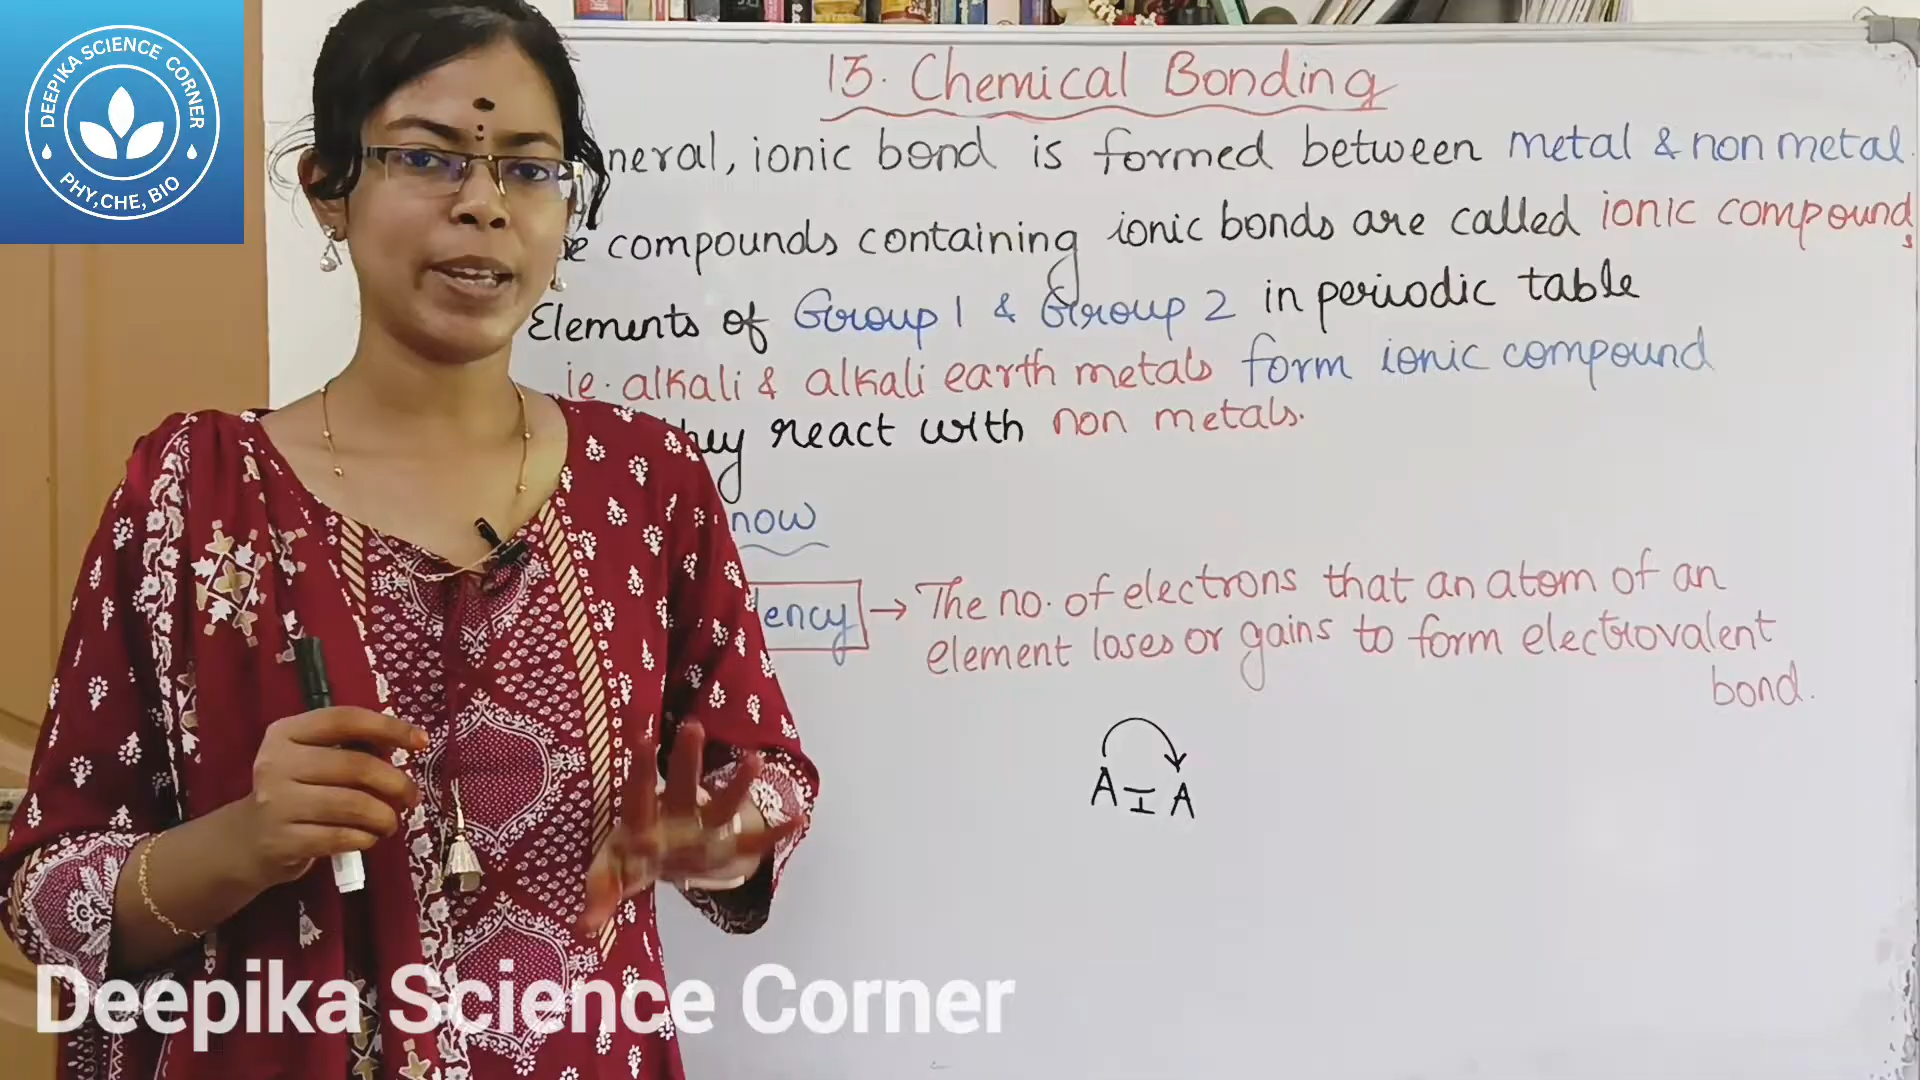 DEEPIKA SCIENCE CORNER
PHY, CHE, BIO
15. Chemical Bonding
neral, ionic bond is formed between metal & non metal.
e compounds containing ionic bonds are called ionic compounds
Elements of Group 1 & Group 2 in periodic table
ie. alkali & alkali earth metals form ionic compound
hey react with non metals.
now
lency → The no. of electrons that an atom of an
element loses or gains to form electrovalent
bond.
A I A
Deepika Science Corner